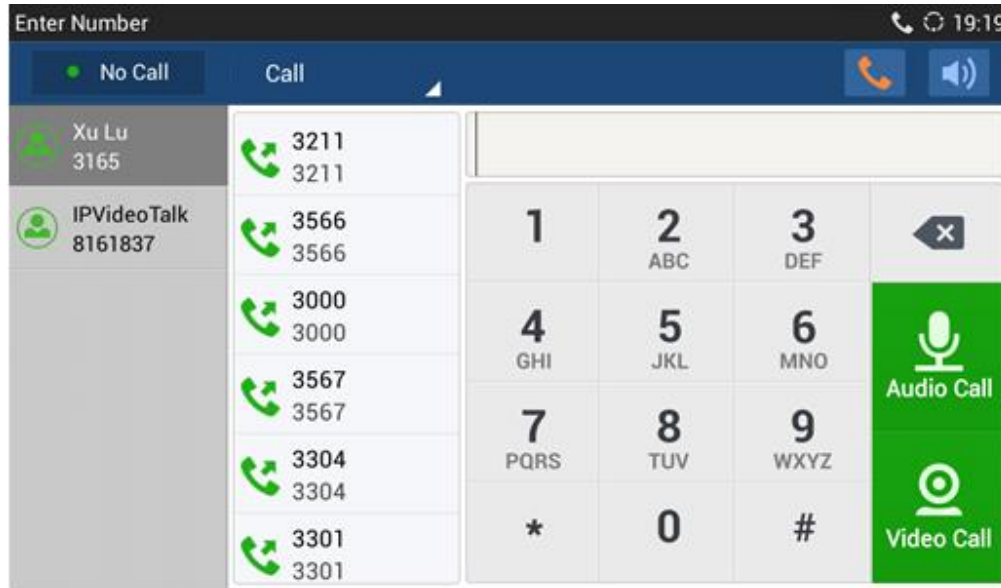 Enter Number
19:19
No Call
Call
Xu Lu
3165
IPVideoTalk
8161837
3211
3211
3566
3566
3000
3000
3567
3567
3304
3304
3301
3301
1
2
ABC
3
DEF
4
GHI
5
JKL
6
MNO
7
PQRS
8
TUV
9
WXYZ
*
0
#
Audio Call
Video Call